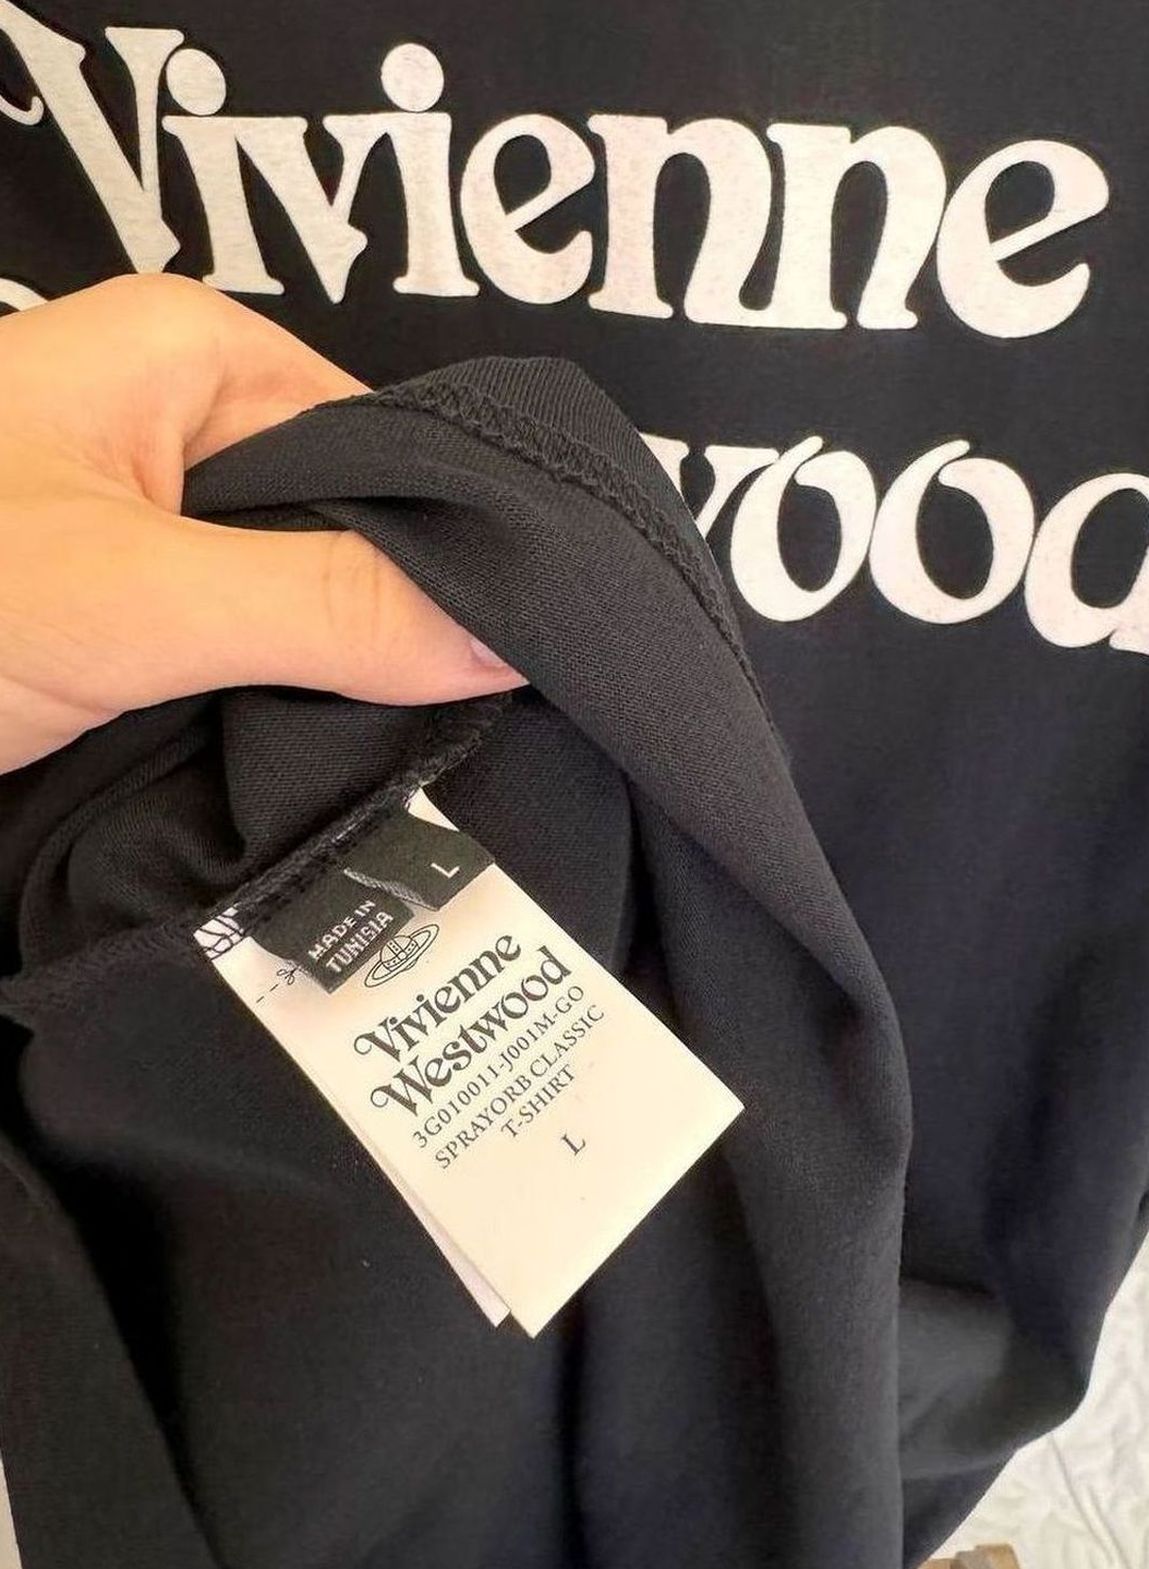 Vivienne
wood
L
MADE IN
TUNISIA
Vivienne
Westwood
3G010011-J001M-GO
SPRAYORB CLASSIC
T-SHIRT
L